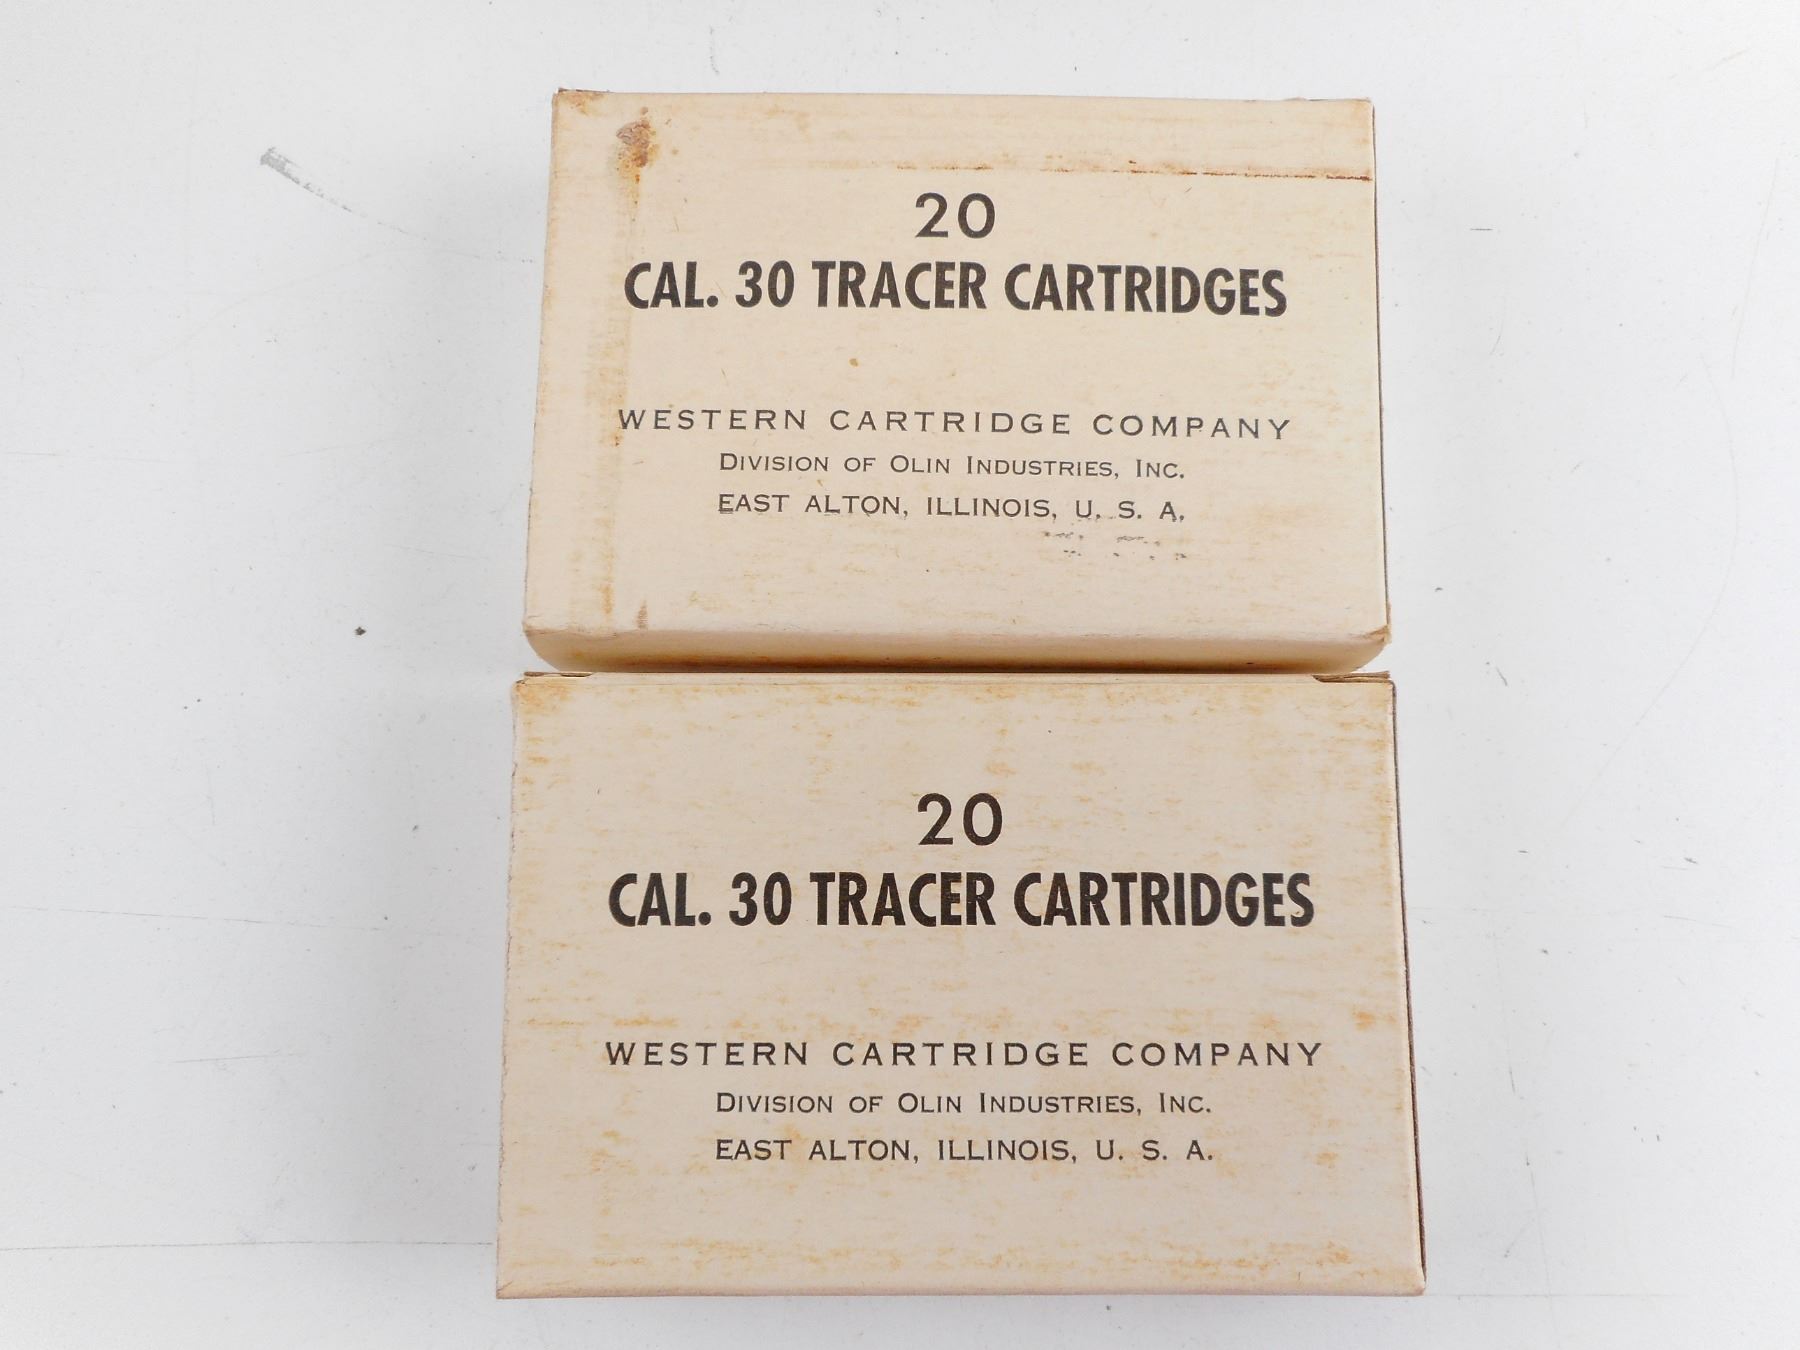 20
CAL. 30 TRACER CARTRIDGES
WESTERN CARTRIDGE COMPANY
DIVISION OF OLIN INDUSTRIES, INC.
EAST ALTON, ILLINOIS, U. S. A.
20
CAL. 30 TRACER CARTRIDGES
WESTERN CARTRIDGE COMPANY
DIVISION OF OLIN INDUSTRIES, INC.
EAST ALTON, ILLINOIS, U. S. A.